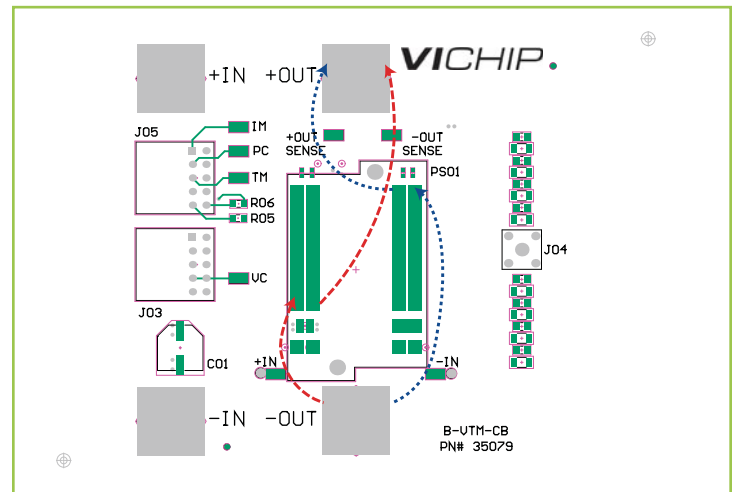 +IN +OUT VICHIP
J05
IM
+OUT SENSE
-OUT SENSE
PC
PS01
TM
R06
R05
J04
VC
J03
C01
+IN
-IN
-IN -OUT
B-VTM-CB
PN# 35079